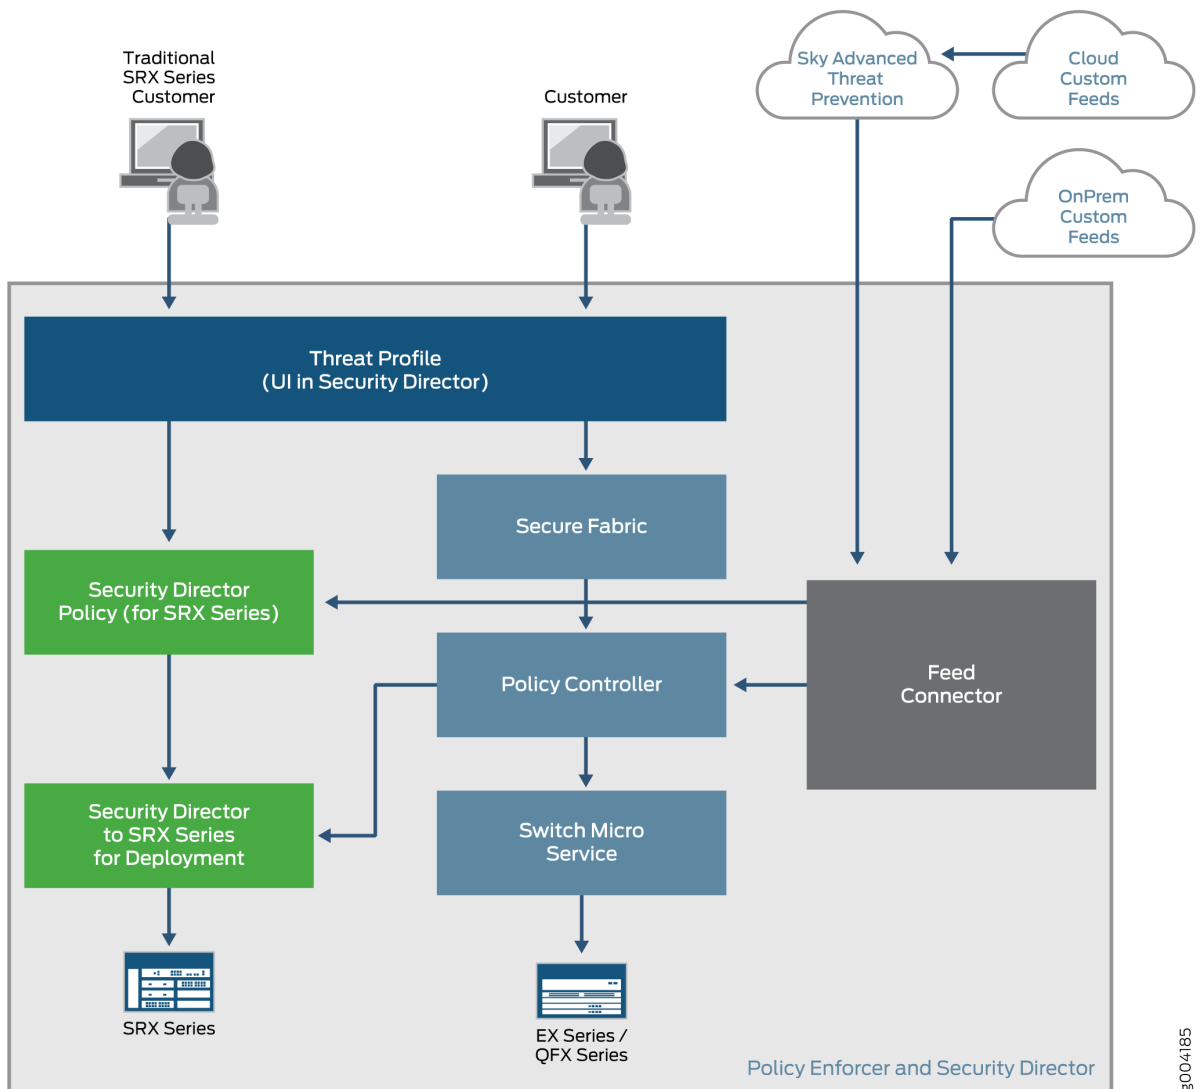 Traditional
SRX Series
Customer
Customer
Sky Advanced
Threat
Prevention
Cloud
Custom
Feeds
OnPrem
Custom
Feeds
Threat Profile
(UI in Security Director)
Secure Fabric
Security Director
Policy (for SRX Series)
Policy Controller
Feed
Connector
Security Director
to SRX Series
for Deployment
Switch Micro
Service
SRX Series
EX Series /
QFX Series
Policy Enforcer and Security Director
g004185